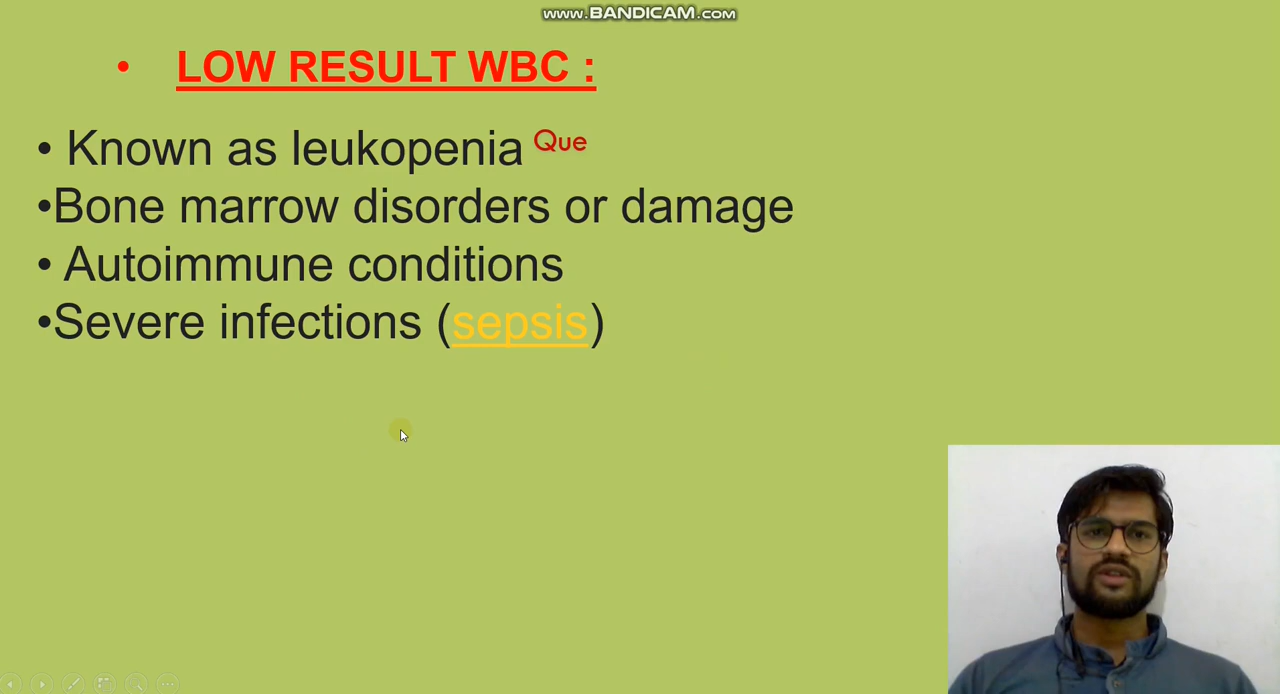 www.BANDICAM.com
• LOW RESULT WBC :
• Known as leukopenia Que
•Bone marrow disorders or damage
• Autoimmune conditions
•Severe infections (sepsis)